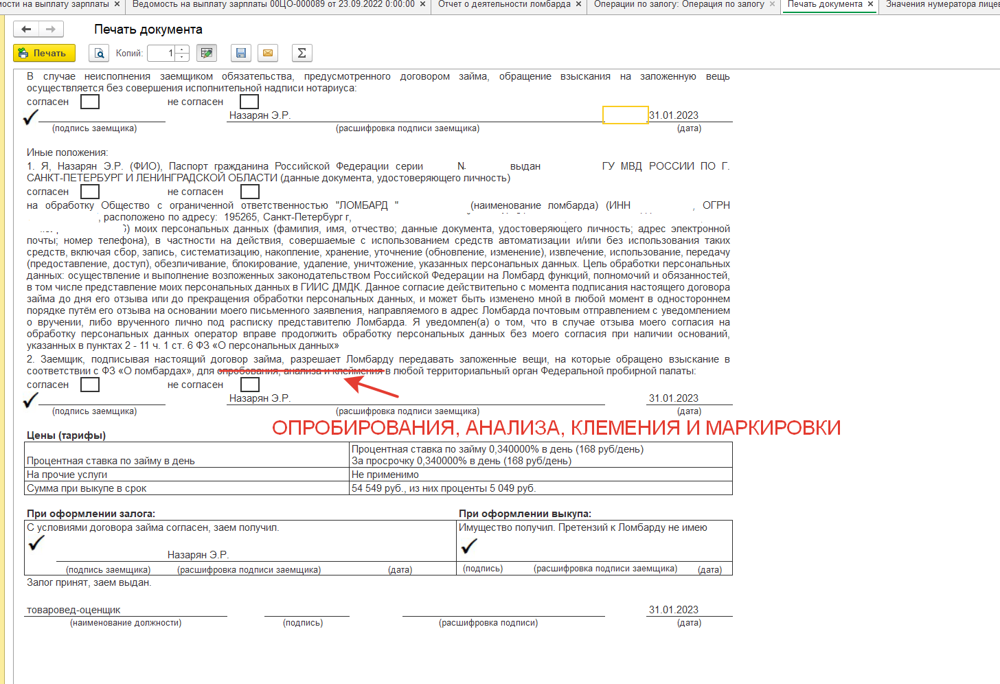 мости на выплату зарплаты × Ведомость на выплату зарплаты 00ЦО-000089 от 23.09.2022 0:00:00 × Отчет о деятельности ломбарда × Операции по залогу: Операция по залогу × Печать документа × Значения нумератора лицев
Печать документа
Печать Копий: 1 Σ
В случае неисполнения заемщиком обязательства, предусмотренного договором займа, обращение взыскания на заложенную вещь
осуществляется без совершения исполнительной надписи нотариуса:
согласен не согласен
Назарян Э.Р. 31.01.2023
(подпись заемщика) (расшифровка подписи заемщика) (дата)
Иные положения:
1. Я, Назарян Э.Р. (ФИО), Паспорт гражданина Российской Федерации серии N. выдан ГУ МВД РОССИИ ПО Г.
САНКТ-ПЕТЕРБУРГ И ЛЕНИНГРАДСКОЙ ОБЛАСТИ (данные документа, удостоверяющего личность)
согласен не согласен
на обработку Общество с ограниченной ответственностью "ЛОМБАРД " (наименование ломбарда) (ИНН , ОГРН
, расположено по адресу: 195265, Санкт-Петербург г,
) моих персональных данных (фамилия, имя, отчество; данные документа, удостоверяющего личность; адрес электронной
почты; номер телефона), в частности на действия, совершаемые с использованием средств автоматизации и/или без использования таких
средств, включая сбор, запись, систематизацию, накопление, хранение, уточнение (обновление, изменение), извлечение, использование, передачу
(предоставление, доступ), обезличивание, блокирование, удаление, уничтожение, указанных персональных данных. Цель обработки персональных
данных: осуществление и выполнение возложенных законодательством Российской Федерации на Ломбард функций, полномочий и обязанностей,
в том числе представление моих персональных данных в ГИИС ДМДК. Данное согласие действительно с момента подписания настоящего договора
займа до дня его отзыва или до прекращения обработки персональных данных, и может быть изменено мной в любой момент в одностороннем
порядке путём его отзыва на основании моего письменного заявления, направляемого в адрес Ломбарда почтовым отправлением с уведомлением
о вручении, либо врученного лично под расписку представителю Ломбарда. Я уведомлен(а) о том, что в случае отзыва моего согласия на
обработку персональных данных оператор вправе продолжить обработку персональных данных без моего согласия при наличии оснований,
указанных в пунктах 2 - 11 ч. 1 ст. 6 ФЗ «О персональных данных»
2. Заемщик, подписывая настоящий договор займа, разрешает Ломбарду передавать заложенные вещи, на которые обращено взыскание в
соответствии с ФЗ «О ломбардах», для опробования, анализа и клеймения в любой территориальный орган Федеральной пробирной палаты:
согласен не согласен
Назарян Э.Р. 31.01.2023
(подпись заемщика) (расшифровка подписи заемщика) (дата)
ОПРОБИРОВАНИЯ, АНАЛИЗА, КЛЕМЕНИЯ И МАРКИРОВКИ
Цены (тарифы)
Процентная ставка по займу 0,340000% в день (168 руб/день)
Процентная ставка по займу в день За просрочку 0,340000% в день (168 руб/день)
На прочие услуги Не применимо
Сумма при выкупе в срок 54 549 руб., из них проценты 5 049 руб.
При оформлении залога: При оформлении выкупа:
С условиями договора займа согласен, заем получил. Имущество получил. Претензий к Ломбарду не имею
Назарян Э.Р.
(подпись заемщика) (расшифровка подписи заемщика) (дата) (подпись) (расшифровка подписи заемщика) (дата)
Залог принят, заем выдан.
товаровед-оценщик 31.01.2023
(наименование должности) (подпись) (расшифровка подписи) (дата)